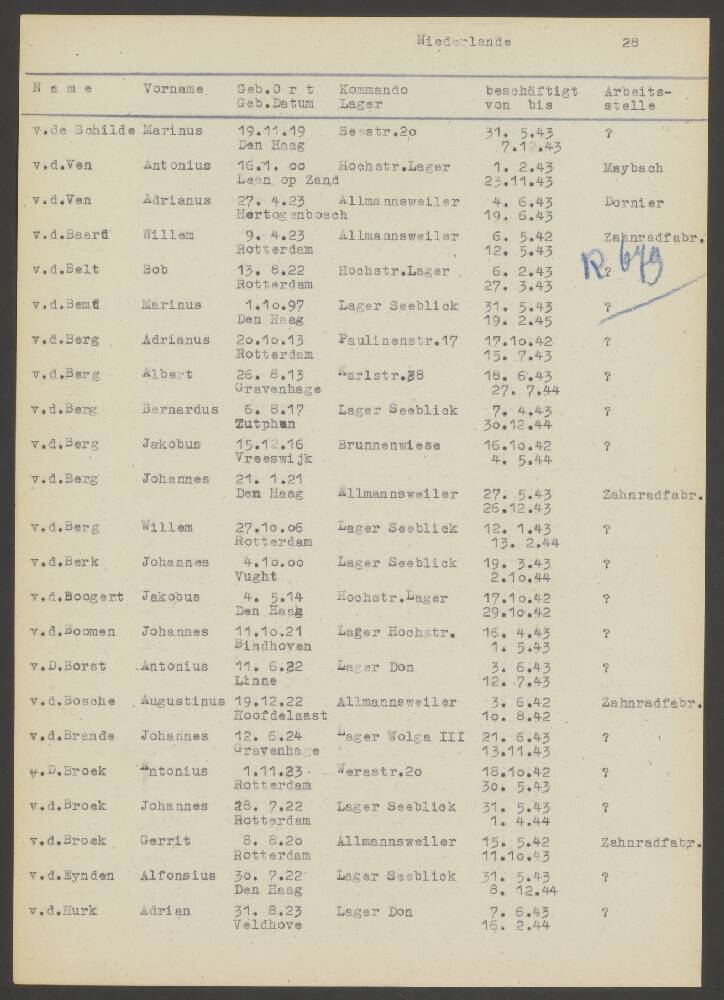 Niederlande 28
Name Vorname Geb.Ort Kommando beschäftigt Arbeits-
Geb.Datum Lager von bis stelle
v.de Schilde Marinus 19.11.19 Seestr.2o 31. 5.43 ?
Den Haag 7.12.43
v.d.Ven Antonius 16.1. oo Hochstr.Lager 1. 2.43 Maybach
Leen op Zand 23.11.43
v.d.Ven Adrianus 27. 4.23 Allmannsweiler 4. 6.43 Dornier
Hertogenbosch 19. 6.43
v.d.Baard Willem 9. 4.23 Allmannsweiler 6. 5.42 Zahnradfabr.
Rotterdam 12. 5.43
v.d.Belt Bob 13. 8.22 Hochstr.Lager 6. 2.43 ?
Rotterdam 27. 3.43
R 679
v.d.Bemt Marinus 1.1o.97 Lager Seeblick 31. 5.43 ?
Den Haag 19. 2.45
v.d.Berg Adrianus 2o.1o.13 Paulinenstr.17 17.1o.42 ?
Rotterdam 15. 7.43
v.d.Berg Albert 26. 8.13 Karlstr.38 18. 6.43 ?
Gravenhage 27. 7.44
v.d.Berg Bernardus 6. 8.17 Lager Seeblick 7. 4.43 ?
Zutphen 3o.12.44
v.d.Berg Jakobus 15.12.16 Brunnenwiese 16.1o.42 ?
Vreeswijk 4. 5.44
v.d.Berg Johannes 21. 1.21
Den Haag Allmannsweiler 27. 5.43 Zahnradfabr.
26.12.43
v.d.Berg Willem 27.1o.o6 Lager Seeblick 12. 1.43 ?
Rotterdam 13. 2.44
v.d.Berk Johannes 4.1o.oo Lager Seeblick 19. 3.43 ?
Vught 2.1o.44
v.d.Boogert Jakobus 4. 5.14 Hochstr.Lager 17.1o.42 ?
Den Haag 29.1o.42
v.d.Boomen Johannes 11.1o.21 Lager Hochstr. 16. 4.43 ?
Bindhoven 1. 5.43
v.D.Borst Antonius 11. 6.22 Lager Don 3. 6.43 ?
Linne 12. 7.43
v.d.Bosche Augustinus 19.12.22 Allmannsweiler 3. 6.42 Zahnradfabr.
Hoofdelaast 1o. 8.42
v.d.Brande Johannes 12. 6.24 Lager Wolga III 21. 6.43 ?
Gravenhage 13.11.43
v.D.Broek Antonius 1.11.23 Werastr.2o 18.1o.42 ?
Rotterdam 3o. 5.43
v.d.Broek Johannes 28. 7.22 Lager Seeblick 31. 5.43 ?
Rotterdam 1. 4.44
v.d.Broek Gerrit 8. 8.2o Allmannsweiler 15. 5.42 Zahnradfabr.
Rotterdam 11.1o.43
v.d.Eynden Alfonsius 3o. 7.22 Lager Seeblick 31. 5.43 ?
Den Haag 8. 12.44
v.d.Hurk Adrian 31. 8.23 Lager Don 7. 6.43 ?
Veldhove 16. 2.44